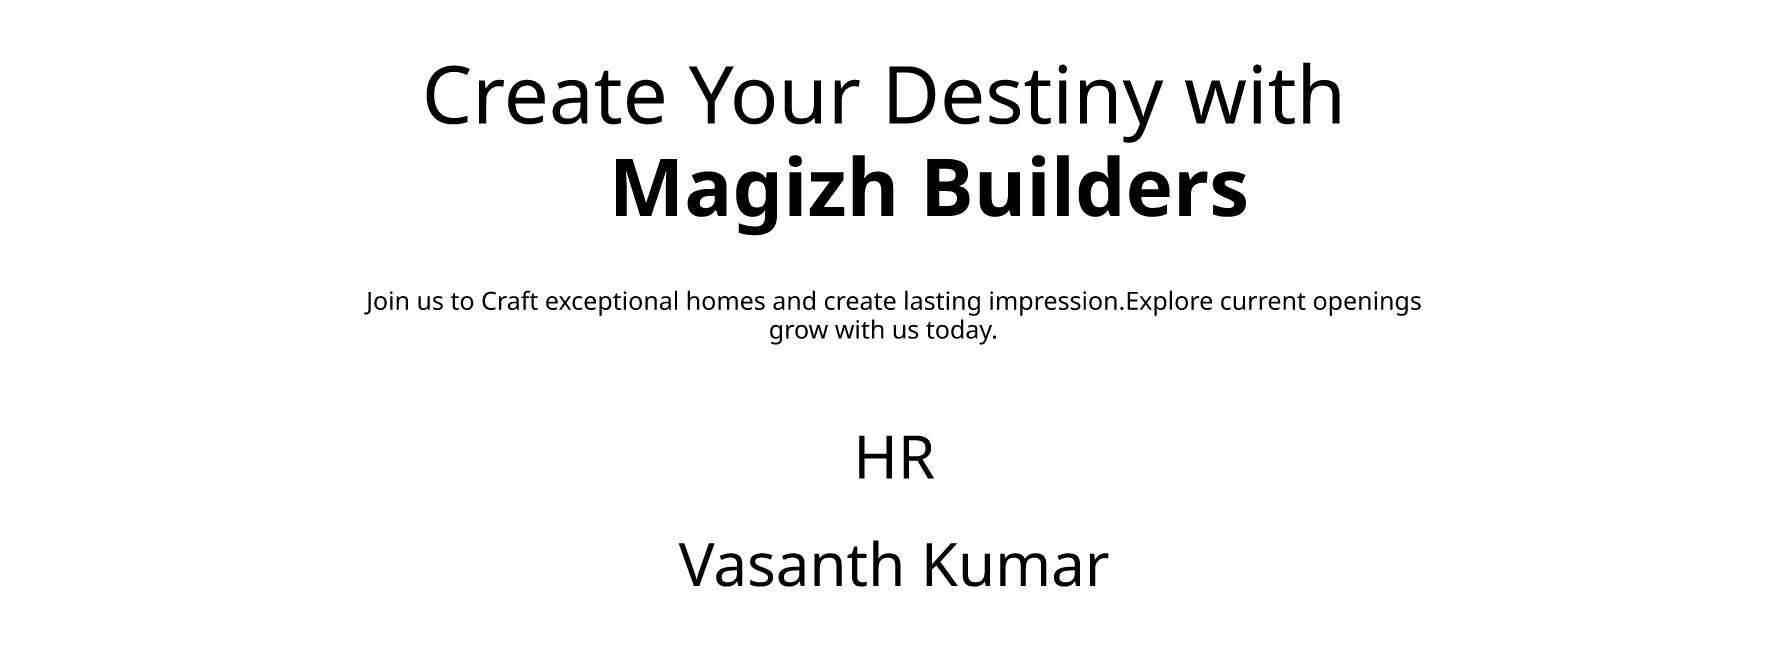 Create Your Destiny with
Magizh Builders
Join us to Craft exceptional homes and create lasting impression.Explore current openings
grow with us today.
HR
Vasanth Kumar